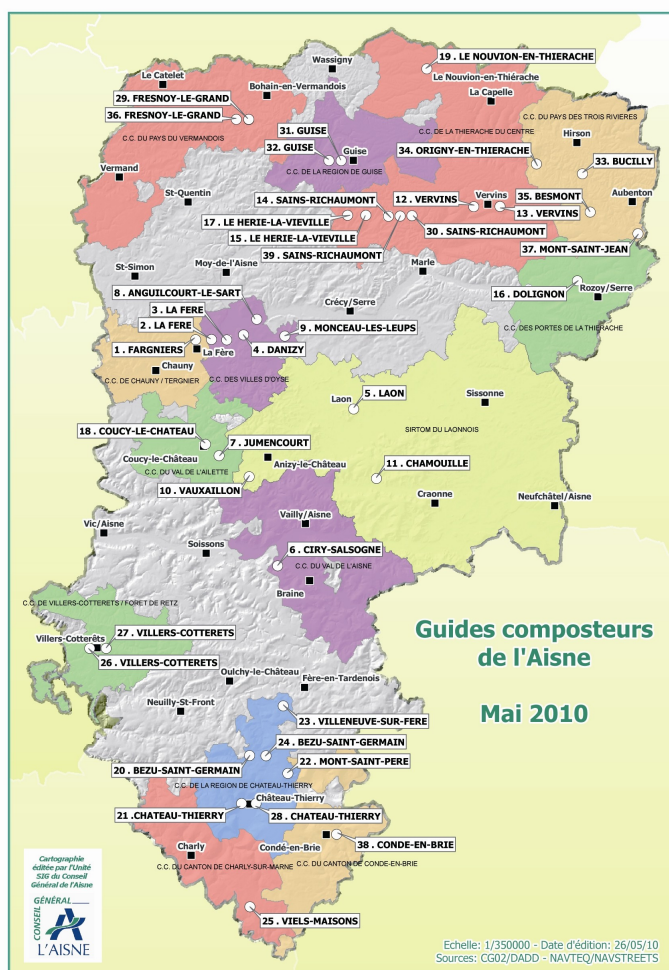 Wassigny
19 . LE NOUVION-EN-THIERACHE
Le Catelet
Le Nouvion-en-Thiérache
29. FRESNOY-LE-GRAND
Bohain-en-Vermandois
La Capelle
36. FRESNOY-LE-GRAND
C.C. DU PAYS DES TROIS RIVIERES
31. GUISE
C.C. DE LA THIERACHE DU CENTRE
Hirson
C.C. DU PAYS DU VERMANDOIS
32. GUISE
Guise
34. ORIGNY-EN-THIERACHE
C.C. DE LA REGION DE GUISE
33. BUCILLY
Vermand
St-Quentin
14 . SAINS-RICHAUMONT
12 . VERVINS
Vervins
35. BESMONT
Aubenton
17. LE HERIE-LA-VIEVILLE
13 . VERVINS
15. LE HERIE-LA-VIEVILLE
30 . SAINS-RICHAUMONT
39 . SAINS-RICHAUMONT
37. MONT-SAINT-JEAN
St-Simon
Moy-de-l'Aisne
Marle
16 . DOLIGNON
8 . ANGUILCOURT-LE-SART
Rozoy/Serre
3 . LA FERE
Crécy/Serre
2 . LA FERE
9 . MONCEAU-LES-LEUPS
C.C. DES PORTES DE LA THIERACHE
1 . FARGNIERS
La Fère
4 . DANIZY
Chauny
C.C. DE CHAUNY / TERGNIER
C.C. DES VILLES D'OYSE
Laon
5 . LAON
Sissonne
18 . COUCY-LE-CHATEAU
SIRTOM DU LAONNOIS
7 . JUMENCOURT
Coucy-le-Château
Anizy-le-Château
C.C. DU VAL DE L'AILETTE
11 . CHAMOUILLE
10 . VAUXAILLON
Craonne
Neufchâtel/Aisne
Vailly/Aisne
Vic/Aisne
Soissons
6 . CIRY-SALSOGNE
C.C. DU VAL DE L'AISNE
Braine
C.C. DE VILLERS-COTTERETS / FORET DE RETZ
Guides composteurs
de l'Aisne
Mai 2010
27 . VILLERS-COTTERETS
Villers-Cotterêts
26 . VILLERS-COTTERETS
Oulchy-le-Château
Fère-en-Tardenois
Neuilly-St-Front
23 . VILLENEUVE-SUR-FERE
24 . BEZU-SAINT-GERMAIN
20 . BEZU-SAINT-GERMAIN
22 . MONT-SAINT-PERE
C.C. DE LA REGION DE CHATEAU-THIERRY
Château-Thierry
21 .CHATEAU-THIERRY
28 . CHATEAU-THIERRY
Condé-en-Brie
38 . CONDE-EN-BRIE
Charly
C.C. DU CANTON DE CHARLY-SUR-MARNE
C.C. DU CANTON DE CONDE-EN-BRIE
25 . VIELS-MAISONS
Cartographie
éditée par l'Unité
SIG du Conseil
Général de l'Aisne
CONSEIL
GÉNÉRAL
L'AISNE
Echelle: 1/350000 - Date d'édition: 26/05/10
Sources: CG02/DADD - NAVTEQ/NAVSTREETS